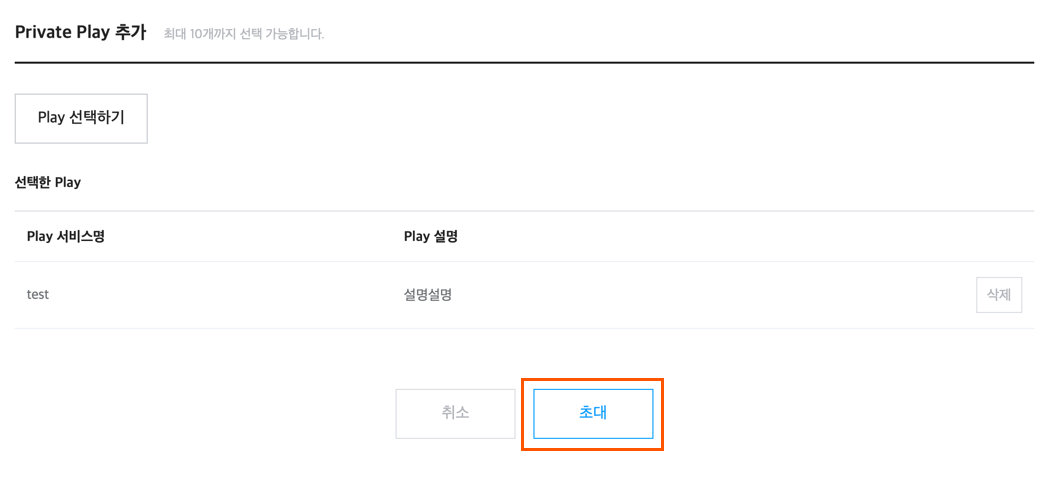 Private Play 추가 최대 10개까지 선택 가능합니다.
Play 선택하기
선택한 Play
Play 서비스명 Play 설명
test 설명설명 삭제
취소 초대